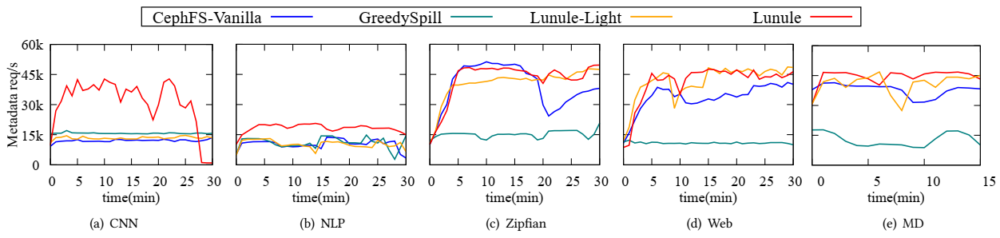 CephFS-Vanilla GreedySpill Lunule-Light Lunule
Metadata req/s
60k
45k
30k
15k
0
0 5 10 15 20 25 30
time(min)
(a) CNN
0 5 10 15 20 25 30
time(min)
(b) NLP
0 5 10 15 20 25 30
time(min)
(c) Zipfian
0 5 10 15 20 25 30
time(min)
(d) Web
0 5 10 15
time(min)
(e) MD